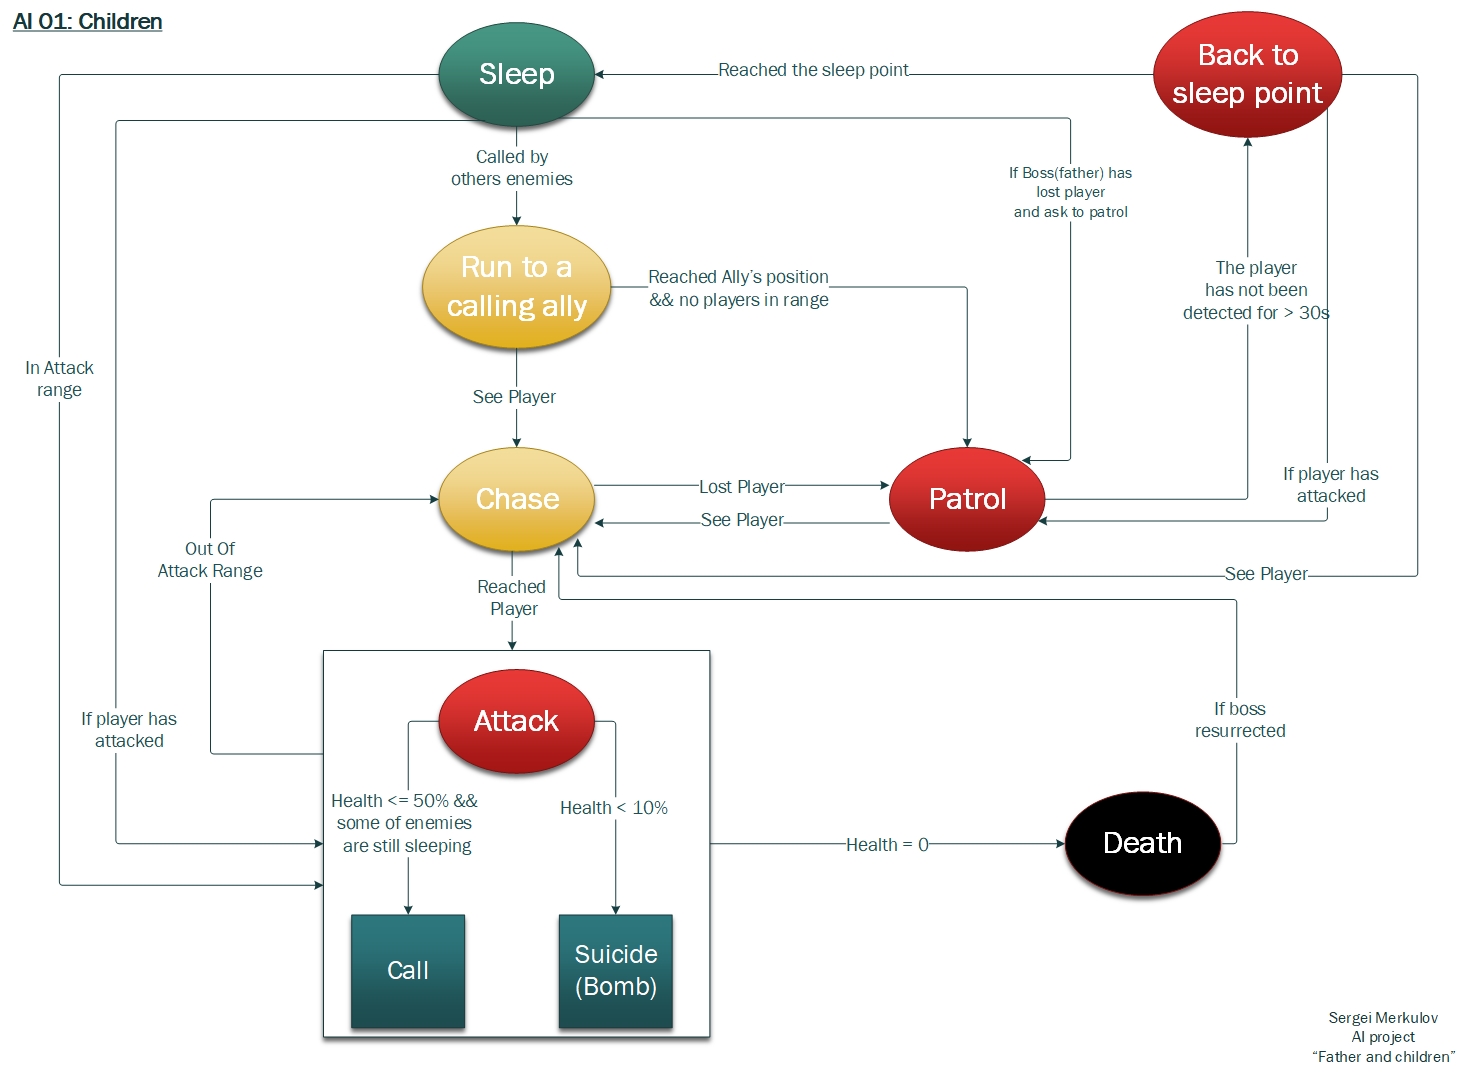 AI 01: Children
Sleep
Reached the sleep point
Back to
sleep point
Called by
others enemies
If Boss(father) has
lost player
and ask to patrol
Run to a
calling ally
Reached Ally's position
&& no players in range
The player
has not been
detected for > 30s
In Attack
range
See Player
Chase
Lost Player
See Player
Patrol
If player has
attacked
Out Of
Attack Range
Reached
Player
See Player
If player has
attacked
Attack
If boss
resurrected
Health <= 50% &&
some of enemies
are still sleeping
Health < 10%
Health = 0
Death
Call
Suicide
(Bomb)
Sergei Merkulov
AI project
“Father and children”